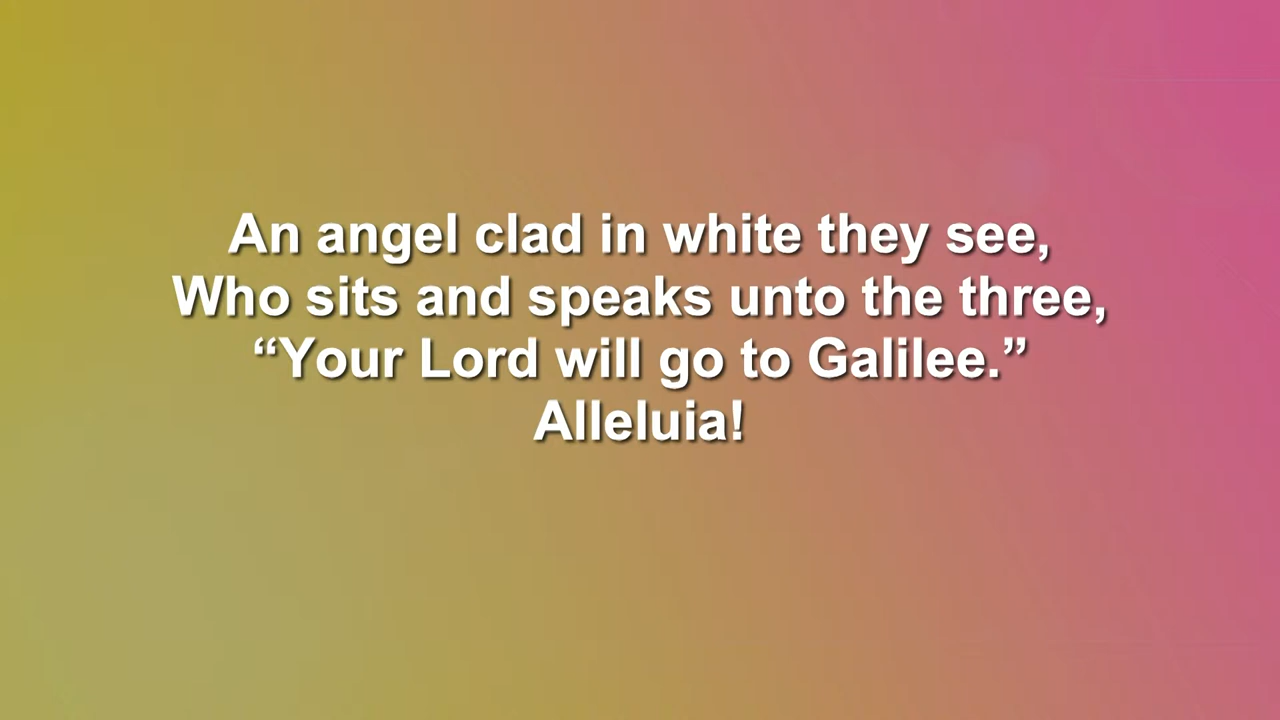 An angel clad in white they see,
Who sits and speaks unto the three,
“Your Lord will go to Galilee.”
Alleluia!